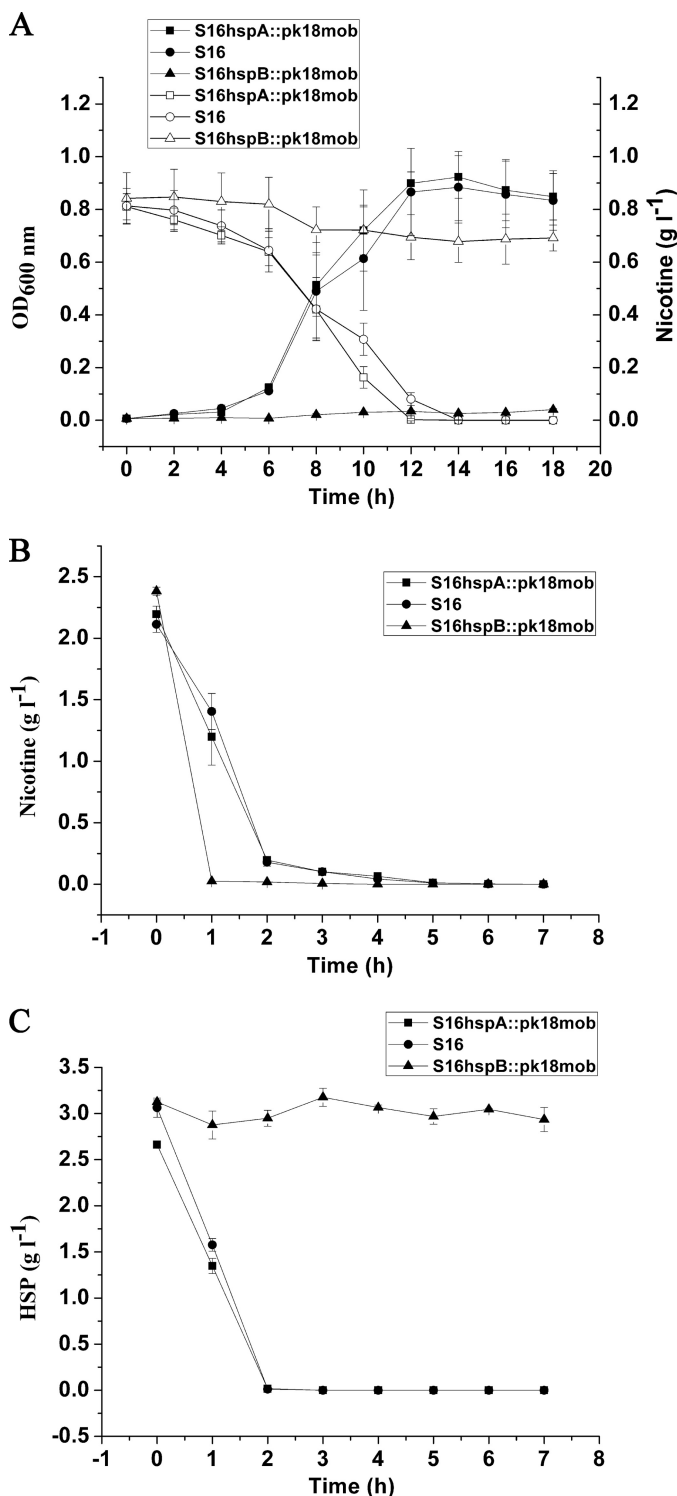 A
S16hspA::pk18mob
S16
S16hspB::pk18mob
S16hspA::pk18mob
S16
S16hspB::pk18mob
1.2 1.2
1.0 1.0
0.8 0.8
0.6 0.6
0.4 0.4
0.2 0.2
0.0 0.0
OD600 nm
Nicotine (g l-1)
0 2 4 6 8 10 12 14 16 18 20
Time (h)
B
S16hspA::pk18mob
S16
S16hspB::pk18mob
2.5
2.0
1.5
1.0
0.5
0.0
Nicotine (g l-1)
-1 0 1 2 3 4 5 6 7 8
Time (h)
C
S16hspA::pk18mob
S16
S16hspB::pk18mob
3.5
3.0
2.5
2.0
1.5
1.0
0.5
0.0
-0.5
HSP (g l-1)
-1 0 1 2 3 4 5 6 7 8
Time (h)